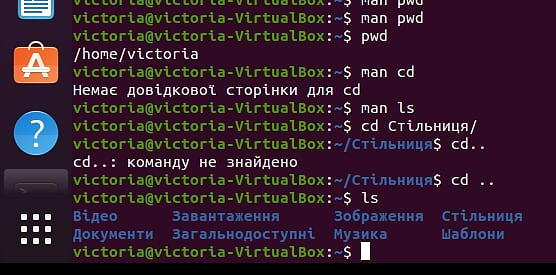 victoria@victoria-VirtualBox:~$ man pwd
victoria@victoria-VirtualBox:~$ man pwd
victoria@victoria-VirtualBox:~$ pwd
/home/victoria
victoria@victoria-VirtualBox:~$ man cd
Немає довідкової сторінки для cd
victoria@victoria-VirtualBox:~$ man ls
victoria@victoria-VirtualBox:~$ cd Стільниця/
victoria@victoria-VirtualBox:~/Стільниця$ cd..
cd..: команду не знайдено
victoria@victoria-VirtualBox:~/Стільниця$ cd ..
victoria@victoria-VirtualBox:~$ ls
Відео Завантаження Зображення Стільниця
Документи Загальнодоступні Музика Шаблони
victoria@victoria-VirtualBox:~$